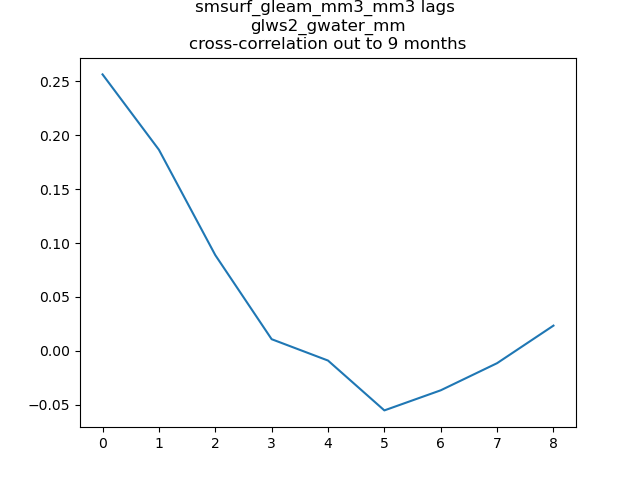 smsurf_gleam_mm3_mm3 lags
glws2_gwater_mm
cross-correlation out to 9 months
0.25
0.20
0.15
0.10
0.05
0.00
−0.05
0 1 2 3 4 5 6 7 8